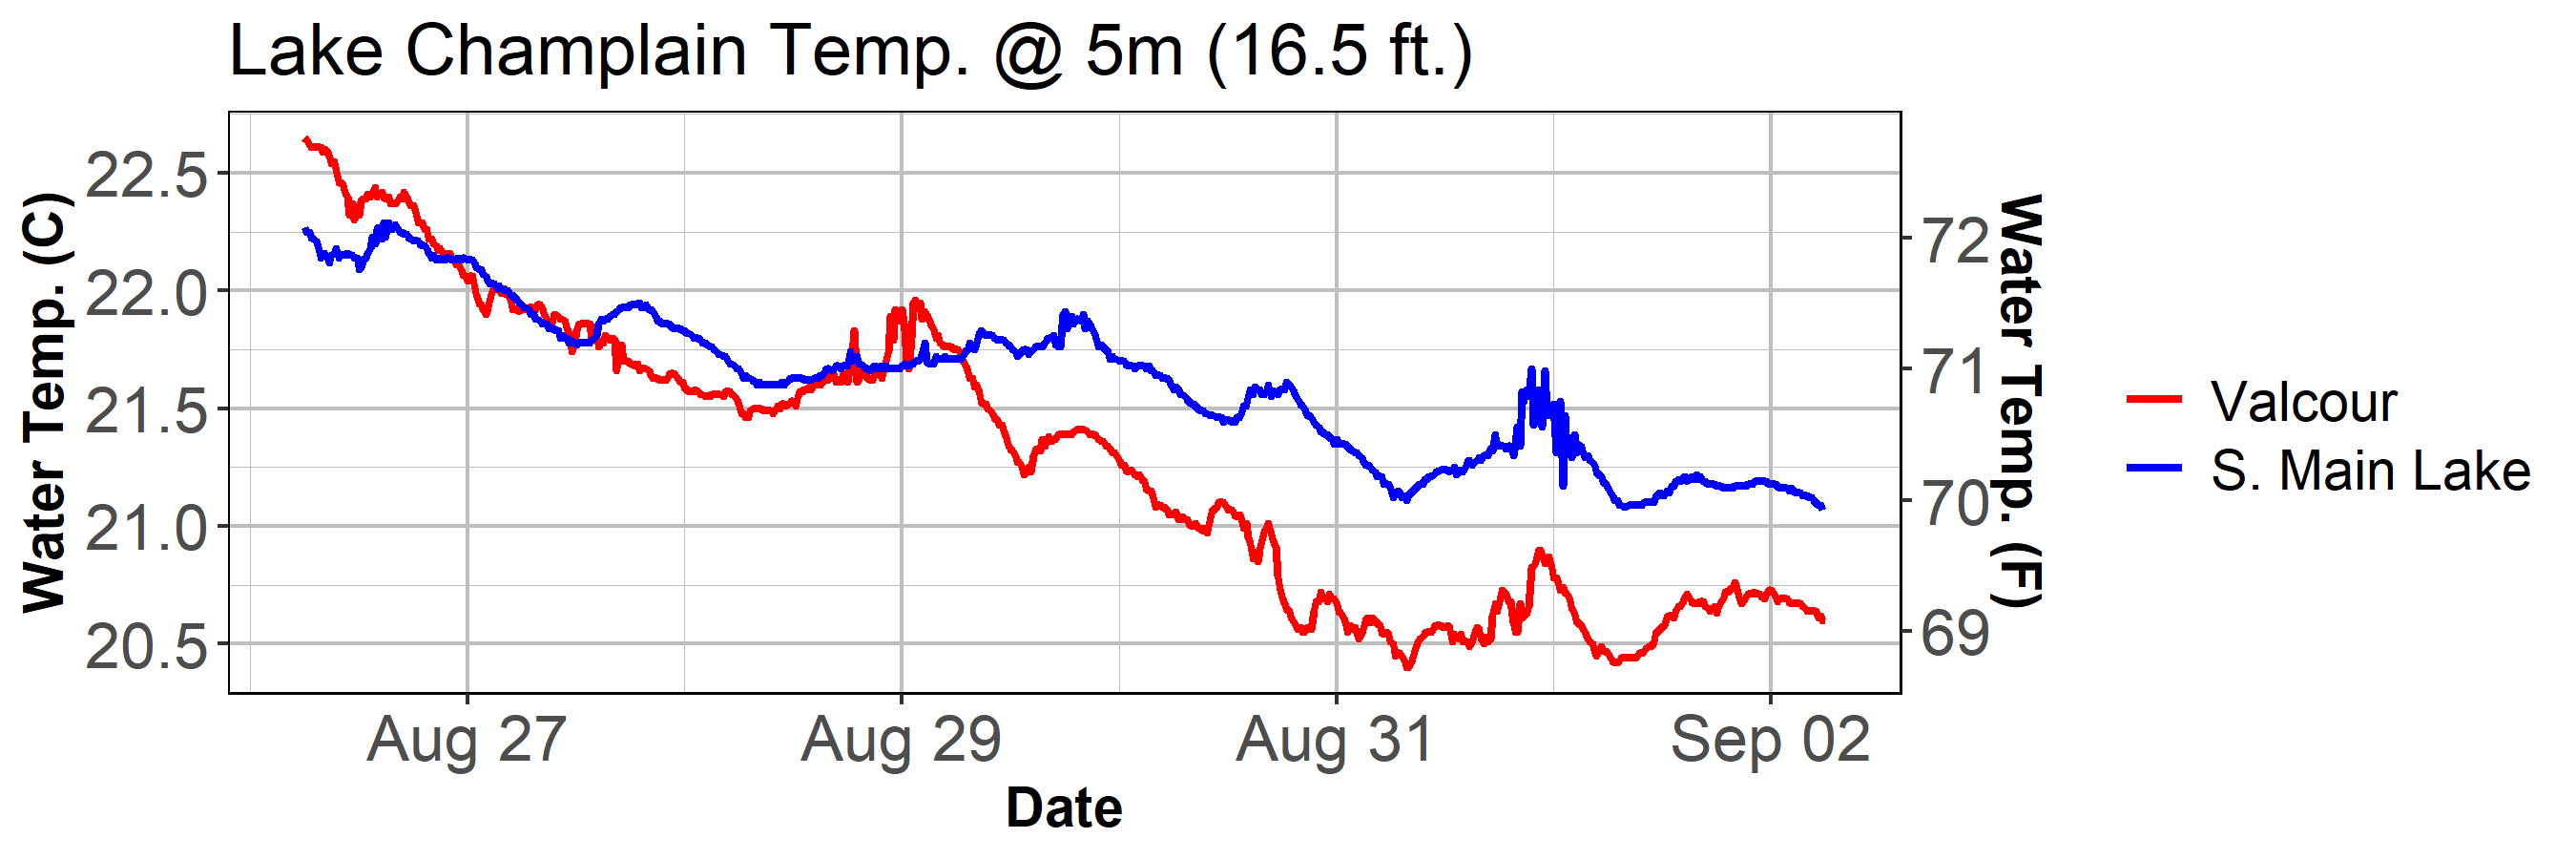 Lake Champlain Temp. @ 5m (16.5 ft.)
Water Temp. (C)
22.5
22.0
21.5
21.0
20.5
72
71
70
69
Water Temp. (F)
Aug 27
Aug 29
Aug 31
Sep 02
Date
Valcour
S. Main Lake